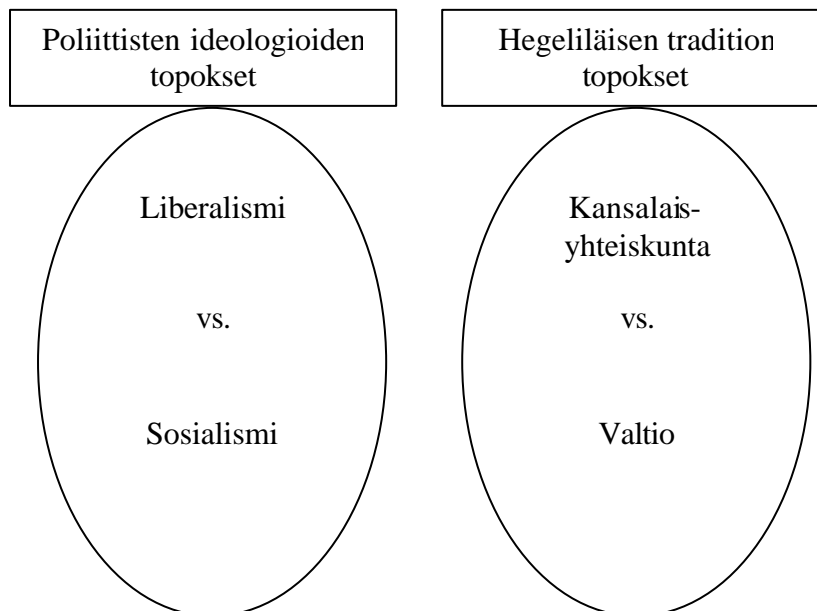 Poliittisten ideologioiden
topokset
Hegeliläisen tradition
topokset
Liberalismi
vs.
Sosialismi
Kansalais-
yhteiskunta
vs.
Valtio